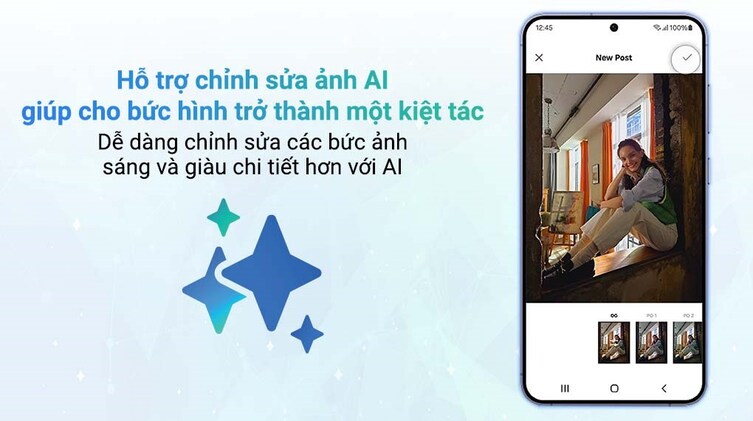 Hỗ trợ chỉnh sửa ảnh AI
giúp cho bức hình trở thành một kiệt tác
Dễ dàng chỉnh sửa các bức ảnh
sáng và giàu chi tiết hơn với AI
12:45
100%
New Post
OG